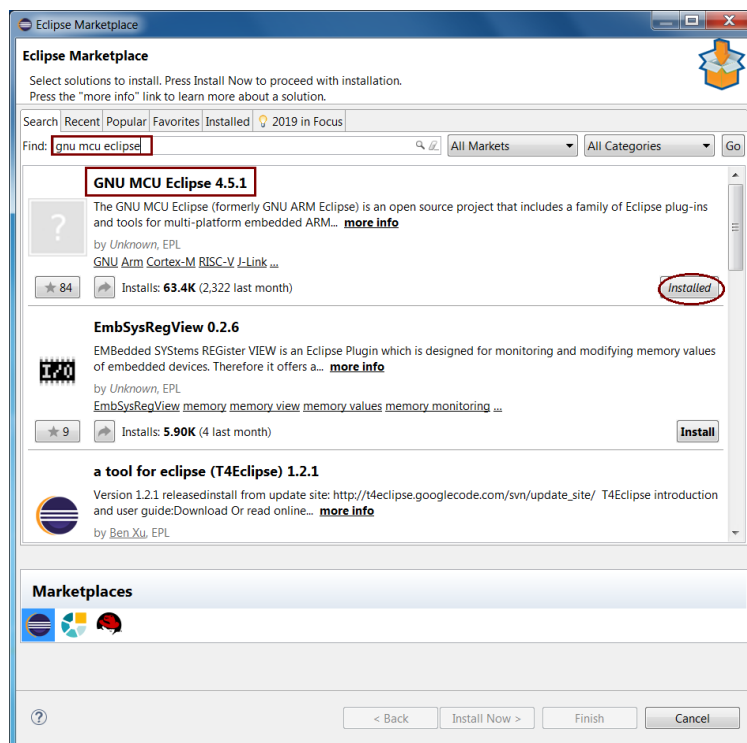 Eclipse Marketplace
Eclipse Marketplace
Select solutions to install. Press Install Now to proceed with installation.
Press the "more info" link to learn more about a solution.
Search Recent Popular Favorites Installed 2019 in Focus
Find: gnu mcu eclipse All Markets All Categories Go
GNU MCU Eclipse 4.5.1
The GNU MCU Eclipse (formerly GNU ARM Eclipse) is an open source project that includes a family of Eclipse plug-ins
and tools for multi-platform embedded ARM... more info
by Unknown, EPL
GNU Arm Cortex-M RISC-V J-Link ...
84 Installs: 63.4K (2,322 last month) Installed
EmbSysRegView 0.2.6
EMBedded SYStems REGister VIEW is an Eclipse Plugin which is designed for monitoring and modifying memory values
of embedded devices. Therefore it offers a... more info
I/O
by Unknown, EPL
EmbSysRegView memory memory view memory values memory monitoring ...
9 Installs: 5.90K (4 last month) Install
a tool for eclipse (T4Eclipse) 1.2.1
Version 1.2.1 releasedinstall from update site: http://t4eclipse.googlecode.com/svn/update_site/ T4Eclipse introduction
and user guide:Download Or read online... more info
by Ben Xu, EPL
Marketplaces
< Back Install Now > Finish Cancel